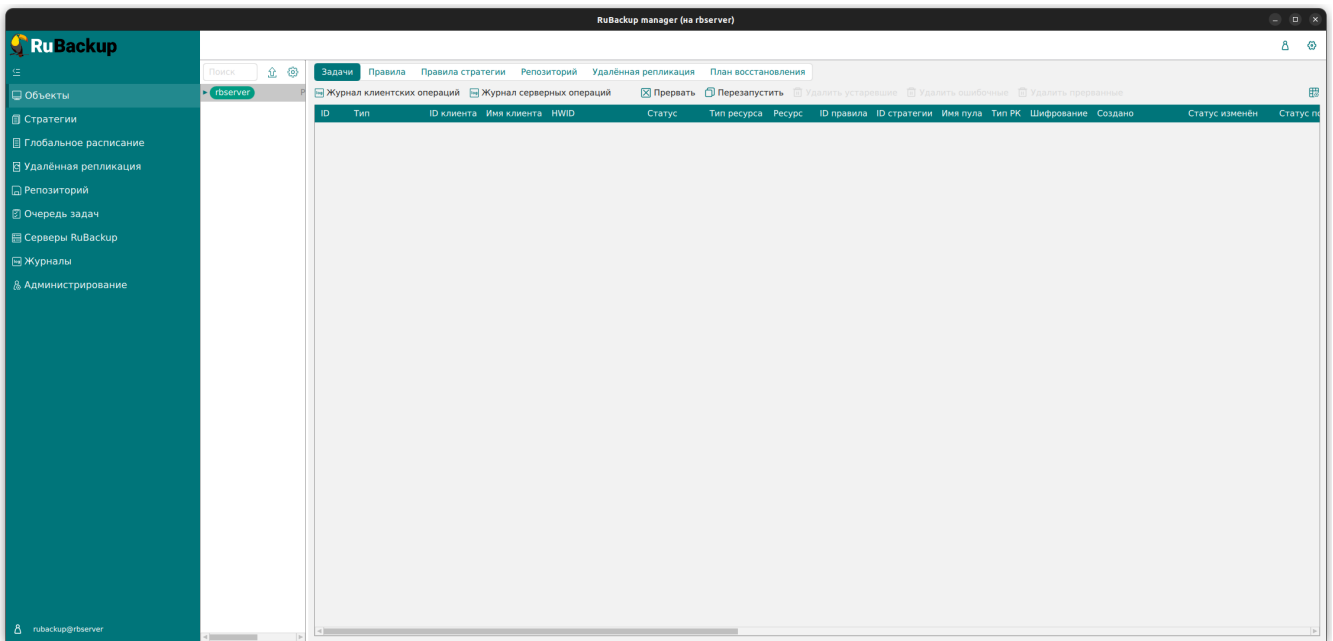 RuBackup manager (на rbserver)
RuBackup
Поиск
Задачи Правила Правила стратегии Репозиторий Удалённая репликация План восстановления
Объекты
rbserver
Р
Журнал клиентских операций Журнал серверных операций Прервать Перезапустить Удалить устаревшие Удалить ошибочные Удалить прерванные
ID Тип ID клиента Имя клиента HWID Статус Тип ресурса Ресурс ID правила ID стратегии Имя пула Тип РК Шифрование Создано Статус изменён Статус по
Стратегии
Глобальное расписание
Удалённая репликация
Репозиторий
Очередь задач
Серверы RuBackup
Журналы
Администрирование
rubackup@rbserver